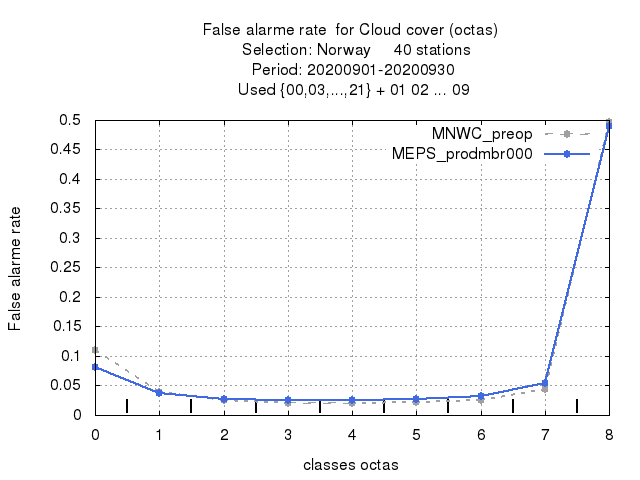 False alarme rate  for Cloud cover (octas)
Selection: Norway     40 stations
Period: 20200901-20200930
Used {00,03,...,21} + 01 02 ... 09
MNWC_preop
MEPS_prodmbr000
0.5
0.45
0.4
0.35
0.3
0.25
0.2
0.15
0.1
0.05
0
False alarme rate
0 1 2 3 4 5 6 7 8
classes octas